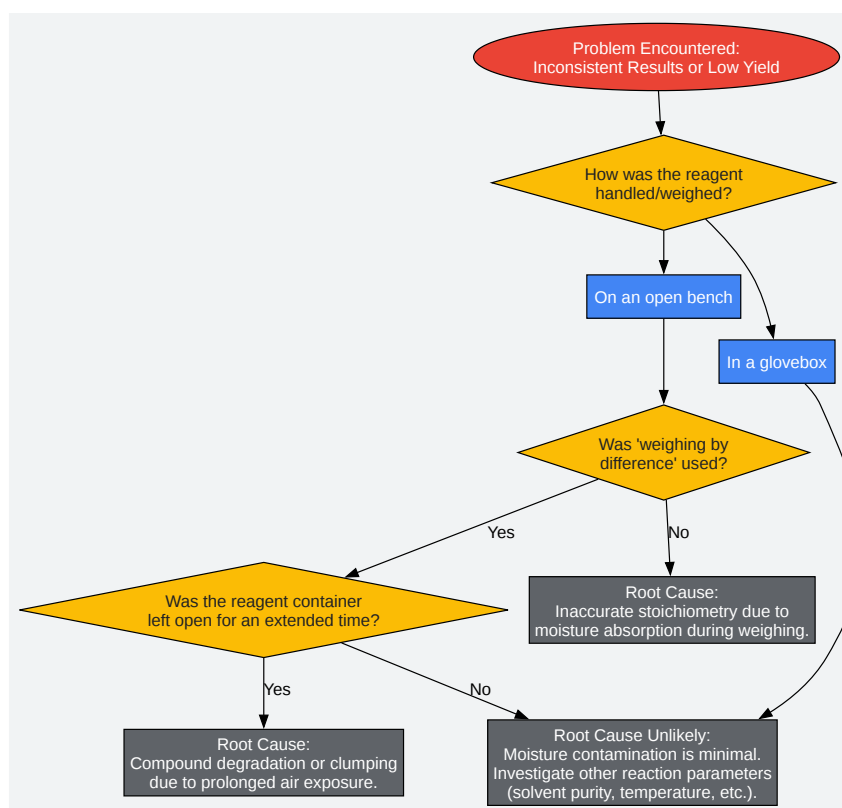 Problem Encountered:
Inconsistent Results or Low Yield
How was the reagent
handled/weighed?
On an open bench
In a glovebox
Was 'weighing by
difference' used?
Yes
No
Was the reagent container
left open for an extended time?
Root Cause:
Inaccurate stoichiometry due to
moisture absorption during weighing.
Yes
No
Root Cause:
Compound degradation or clumping
due to prolonged air exposure.
Root Cause Unlikely:
Moisture contamination is minimal.
Investigate other reaction parameters
(solvent purity, temperature, etc.).